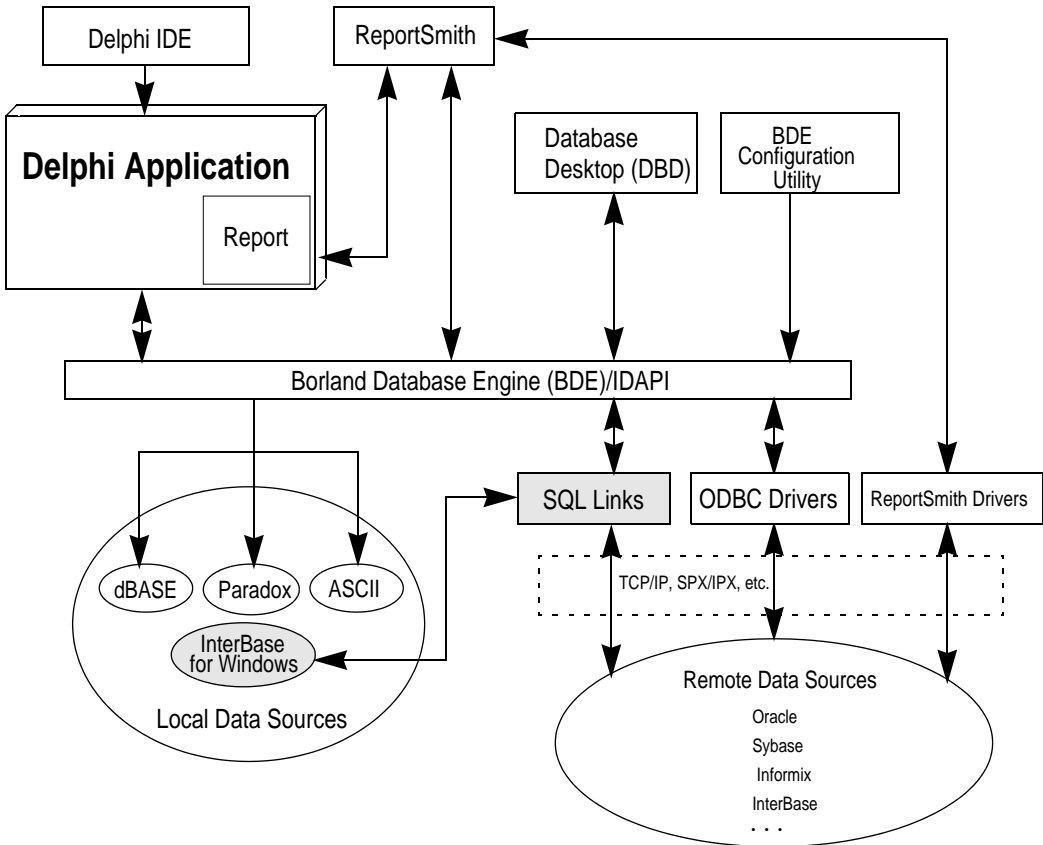 Delphi IDE
ReportSmith
Delphi Application
Report
Database
Desktop (DBD)
BDE
Configuration
Utility
Borland Database Engine (BDE)/IDAPI
SQL Links
ODBC Drivers
ReportSmith Drivers
dBASE
Paradox
ASCII
InterBase
for Windows
Local Data Sources
TCP/IP, SPX/IPX, etc.
Remote Data Sources
Oracle
Sybase
Informix
InterBase
. . .